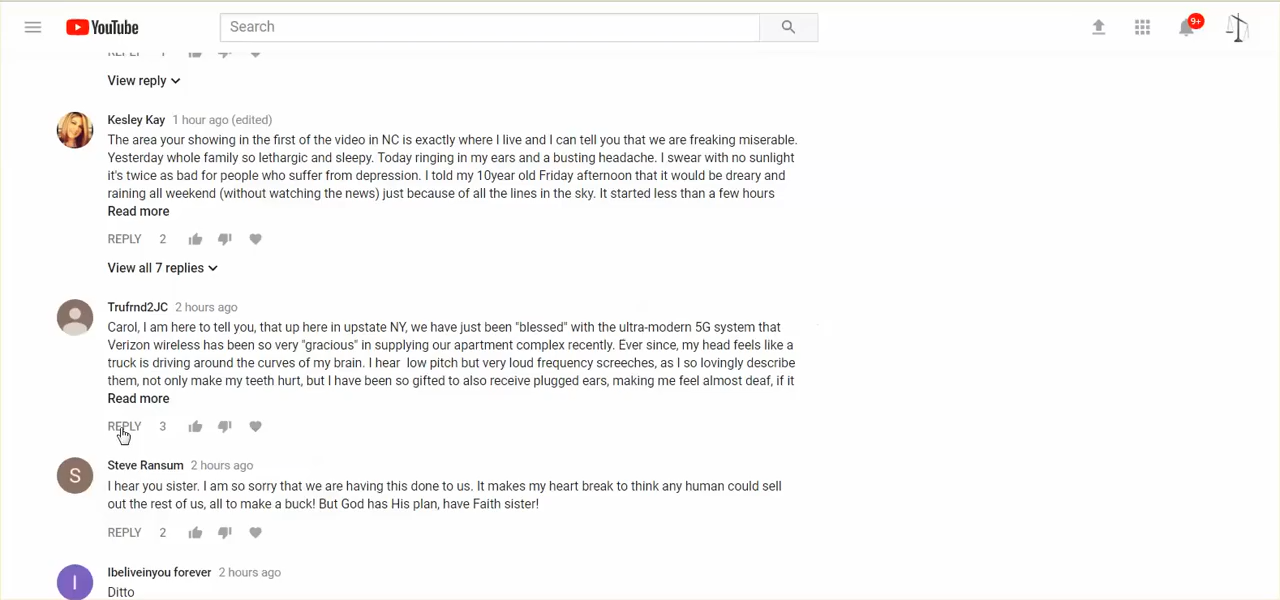 YouTube
Search
9+
REPLY 1
View reply
Kesley Kay 1 hour ago (edited)
The area your showing in the first of the video in NC is exactly where I live and I can tell you that we are freaking miserable.
Yesterday whole family so lethargic and sleepy. Today ringing in my ears and a busting headache. I swear with no sunlight
it's twice as bad for people who suffer from depression. I told my 10year old Friday afternoon that it would be dreary and
raining all weekend (without watching the news) just because of all the lines in the sky. It started less than a few hours
Read more
REPLY 2
View all 7 replies
Trufrnd2JC 2 hours ago
Carol, I am here to tell you, that up here in upstate NY, we have just been "blessed" with the ultra-modern 5G system that
Verizon wireless has been so very "gracious" in supplying our apartment complex recently. Ever since, my head feels like a
truck is driving around the curves of my brain. I hear low pitch but very loud frequency screeches, as I so lovingly describe
them, not only make my teeth hurt, but I have been so gifted to also receive plugged ears, making me feel almost deaf, if it
Read more
REPLY 3
S
Steve Ransum 2 hours ago
I hear you sister. I am so sorry that we are having this done to us. It makes my heart break to think any human could sell
out the rest of us, all to make a buck! But God has His plan, have Faith sister!
REPLY 2
I
Ibeliveinyou forever 2 hours ago
Ditto